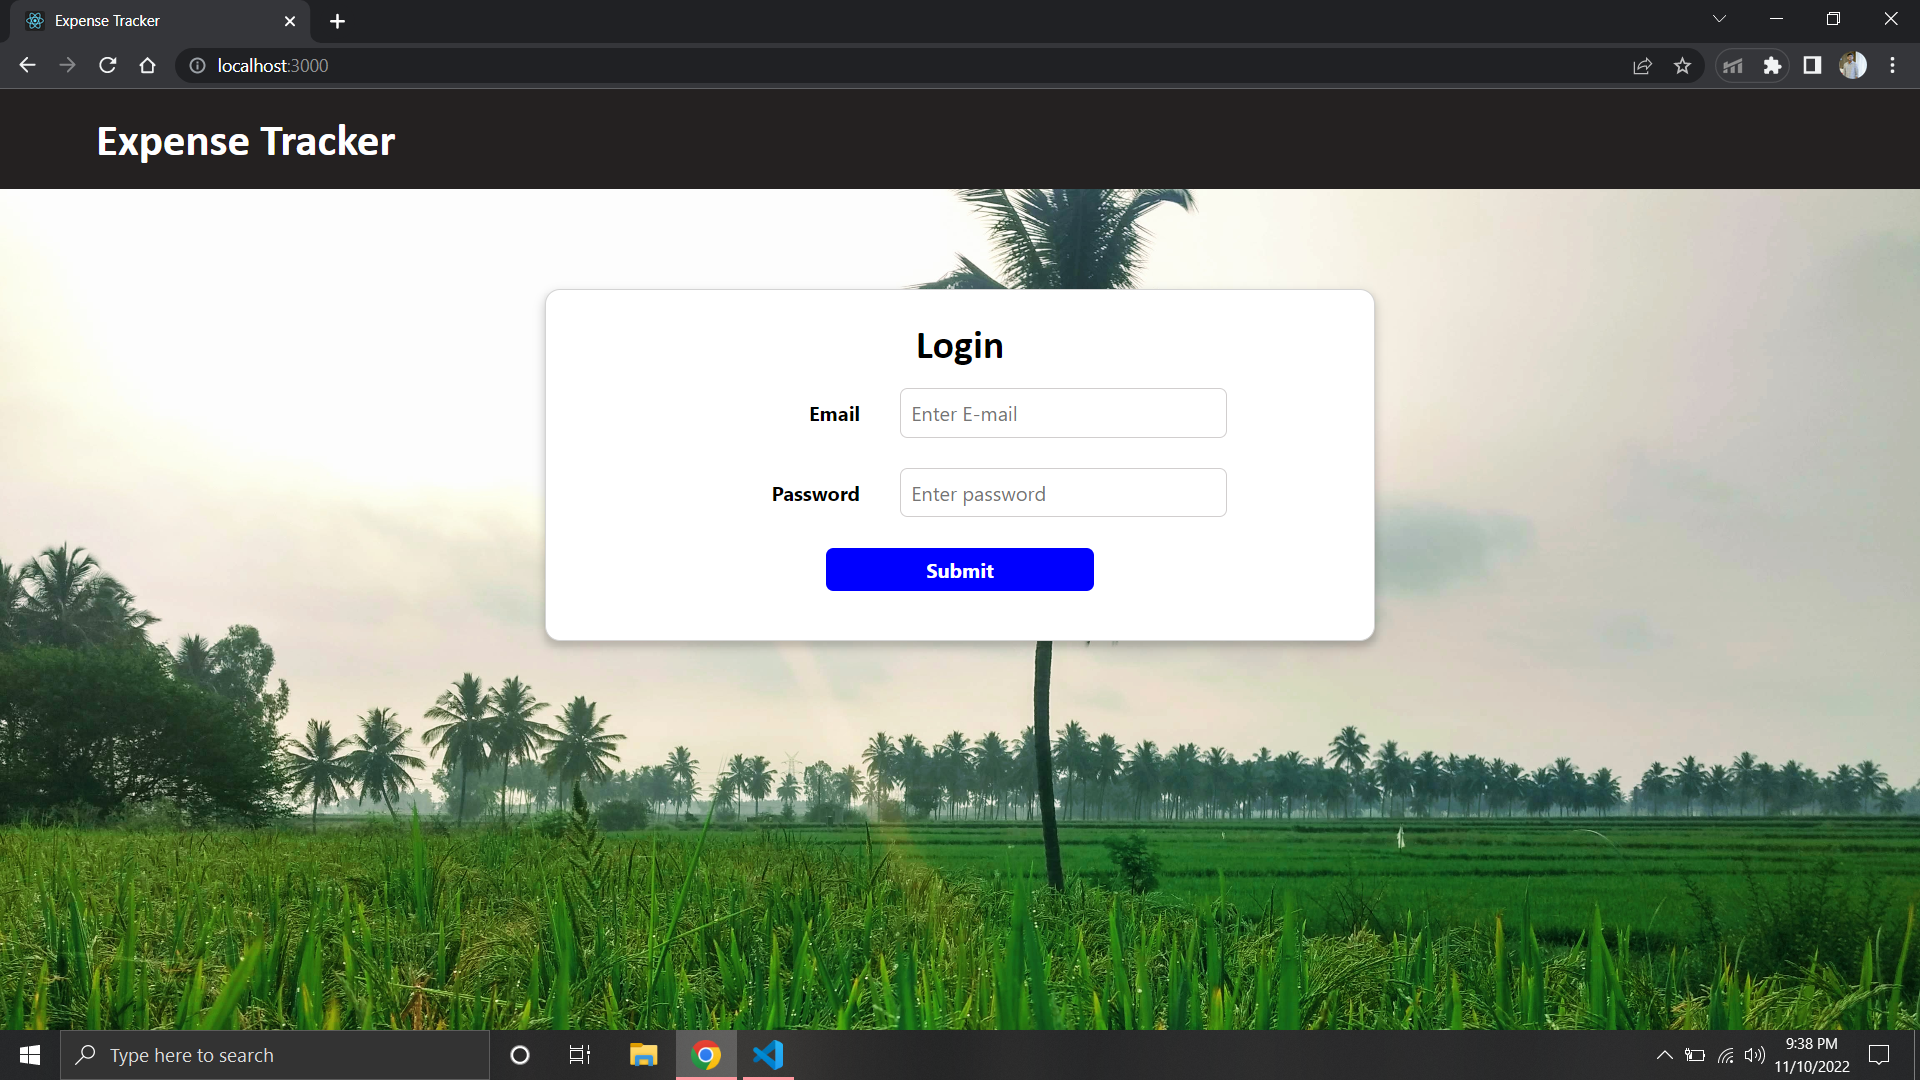 Expense Tracker
localhost:3000
Expense Tracker
Login
Email
Enter E-mail
Password
Enter password
Submit
Type here to search
9:38 PM
11/10/2022